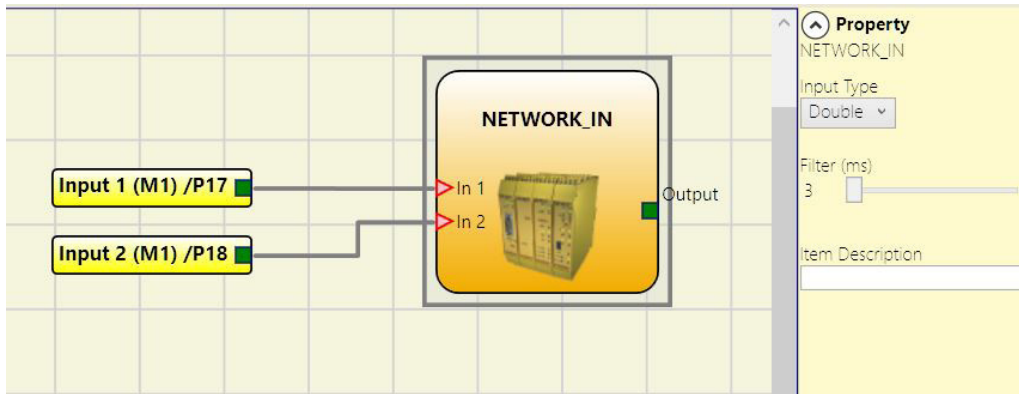 NETWORK_IN
In 1
In 2
Output
Input 1 (M1) /P17
Input 2 (M1) /P18
Property
NETWORK_IN
Input Type
Double
Filter (ms)
3
Item Description